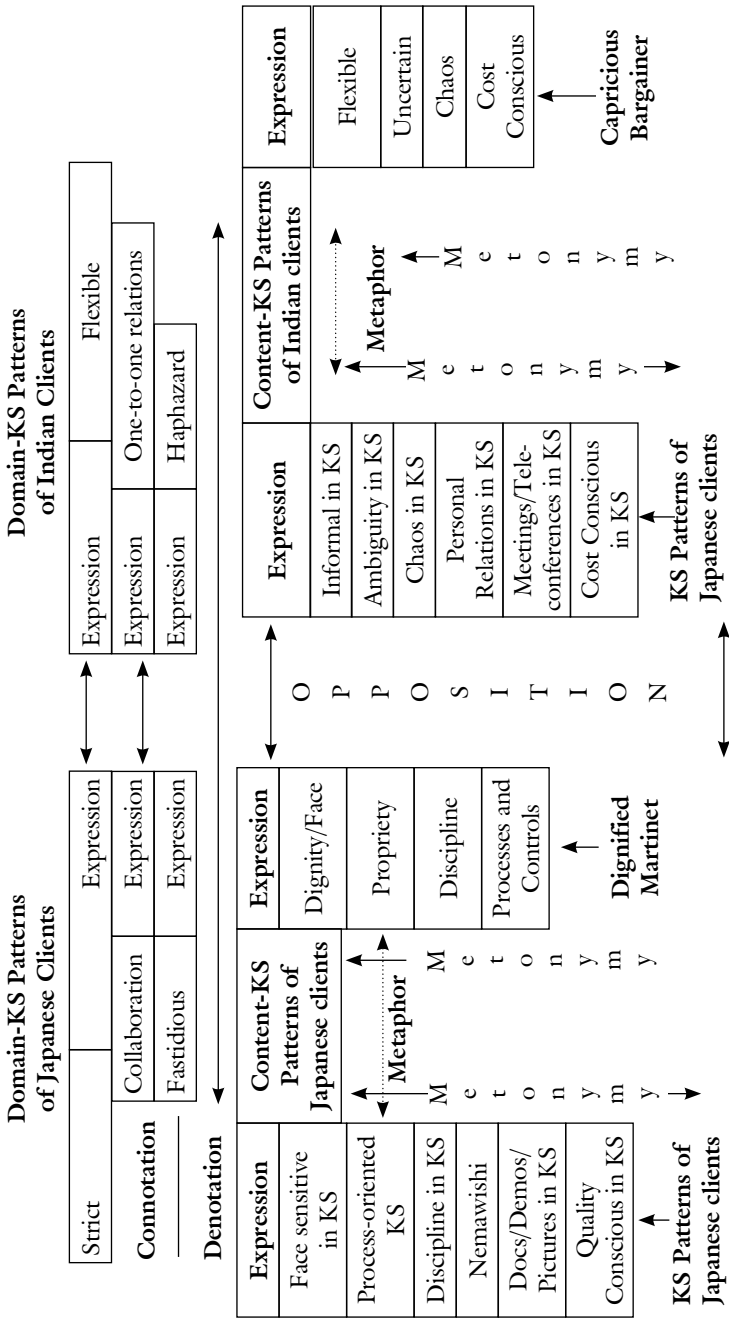 Domain-KS Patterns
of Japanese Clients
Domain-KS Patterns
of Indian Clients
Strict
Expression
Expression
Flexible
Collaboration
Expression
Expression
One-to-one relations
Fastidious
Expression
Expression
Haphazard
Connotation
Denotation
Expression
Face sensitive
in KS
Process-oriented
KS
Discipline in KS
Nemawishi
Docs/Demos/
Pictures in KS
Quality
Conscious in KS
KS Patterns of
Japanese clients
Content-KS
Patterns of
Japanese clients
Metaphor
Metonymy
Metonymy
Expression
Dignity/Face
Propriety
Discipline
Processes and
Controls
Dignified
Martinet
OPPOSITION
Expression
Informal in KS
Ambiguity in KS
Chaos in KS
Personal
Relations in KS
Meetings/Tele-
conferences in KS
Cost Conscious
in KS
KS Patterns of
Japanese clients
Content-KS Patterns
of Indian clients
Metaphor
Metonymy
Metonymy
Expression
Flexible
Uncertain
Chaos
Cost
Conscious
Capricious
Bargainer